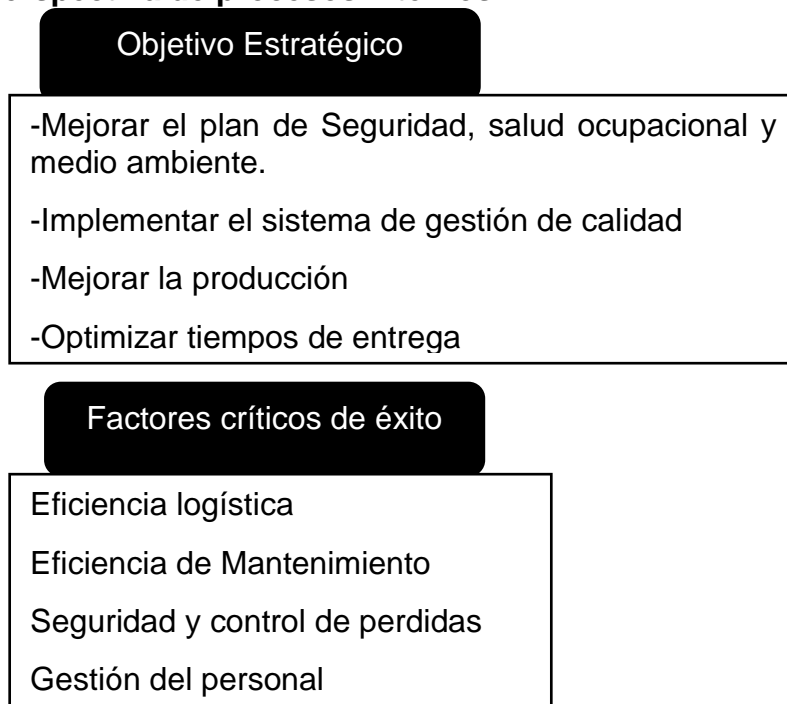 Objetivo Estratégico
-Mejorar el plan de Seguridad, salud ocupacional y
medio ambiente.
-Implementar el sistema de gestión de calidad
-Mejorar la producción
-Optimizar tiempos de entrega
Factores críticos de éxito
Eficiencia logística
Eficiencia de Mantenimiento
Seguridad y control de perdidas
Gestión del personal